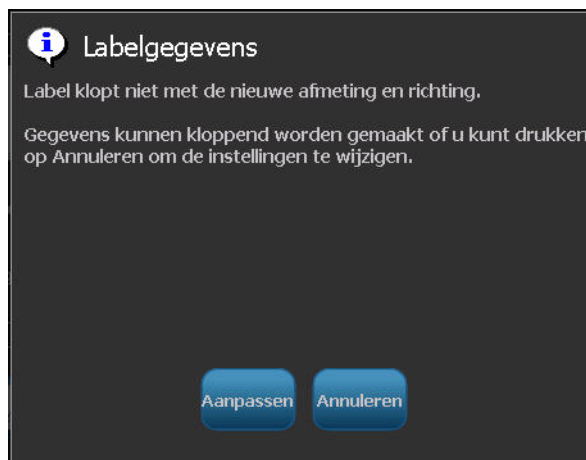 Labelgegevens
Label klopt niet met de nieuwe afmeting en richting.
Gegevens kunnen kloppend worden gemaakt of u kunt drukken
op Annuleren om de instellingen te wijzigen.
Aanpassen Annuleren